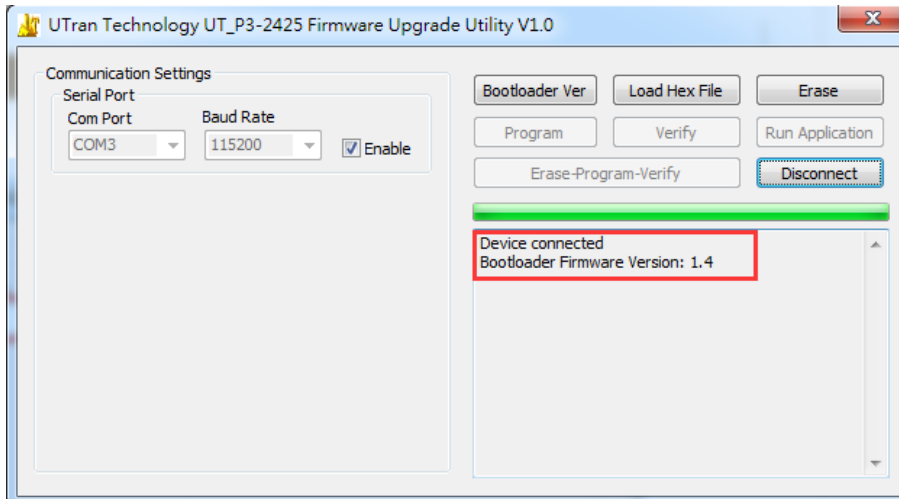 UTran Technology UT_P3-2425 Firmware Upgrade Utility V1.0
Communication Settings
Serial Port
Com Port Baud Rate
COM3 115200 Enable
Bootloader Ver Load Hex File Erase
Program Verify Run Application
Erase-Program-Verify Disconnect
Device connected
Bootloader Firmware Version: 1.4